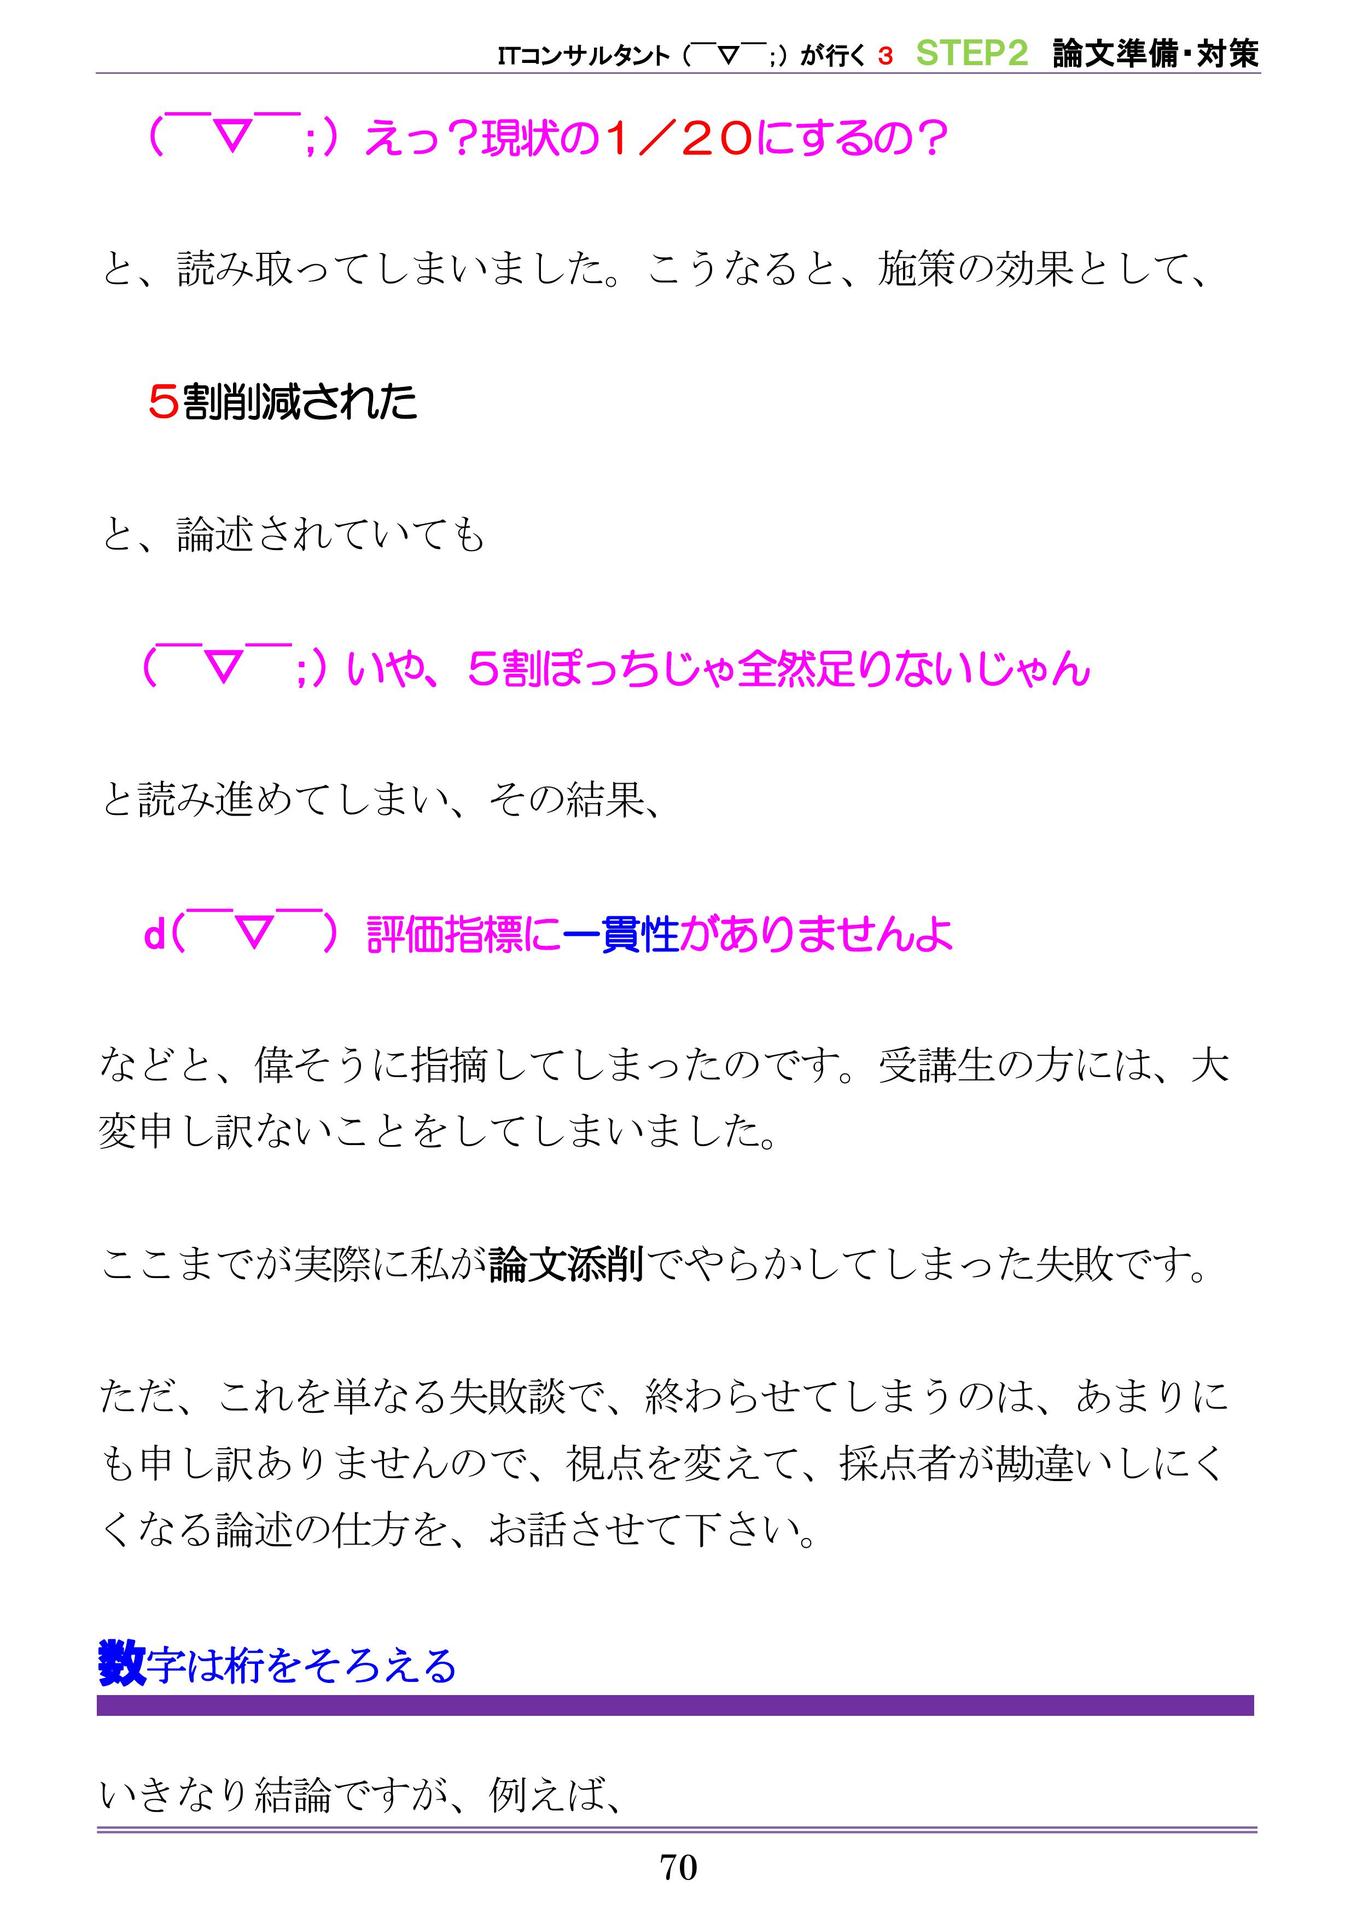 ITコンサルタント（￣▽￣;）が行く 3 STEP2 論文準備・対策
（￣▽￣;）えっ？現状の１／２０にするの？
と、読み取ってしまいました。こうなると、施策の効果として、
５割削減された
と、論述されていても
（￣▽￣;）いや、５割ぽっちじゃ全然足りないじゃん
と読み進めてしまい、その結果、
d（￣▽￣）評価指標に一貫性がありませんよ
などと、偉そうに指摘してしまったのです。受講生の方には、大
変申し訳ないことをしてしまいました。
ここまでが実際に私が論文添削でやらかしてしまった失敗です。
ただ、これを単なる失敗談で、終わらせてしまうのは、あまりに
も申し訳ありませんので、視点を変えて、採点者が勘違いしにく
くなる論述の仕方を、お話させて下さい。
数字は桁をそろえる
いきなり結論ですが、例えば、
70